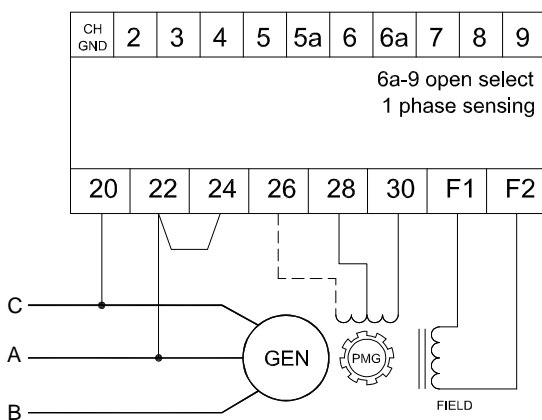 CH GND 2 3 4 5 5a 6 6a 7 8 9
6a-9 open select
1 phase sensing
20 22 24 26 28 30 F1 F2
C
A GEN PMG
B
FIELD